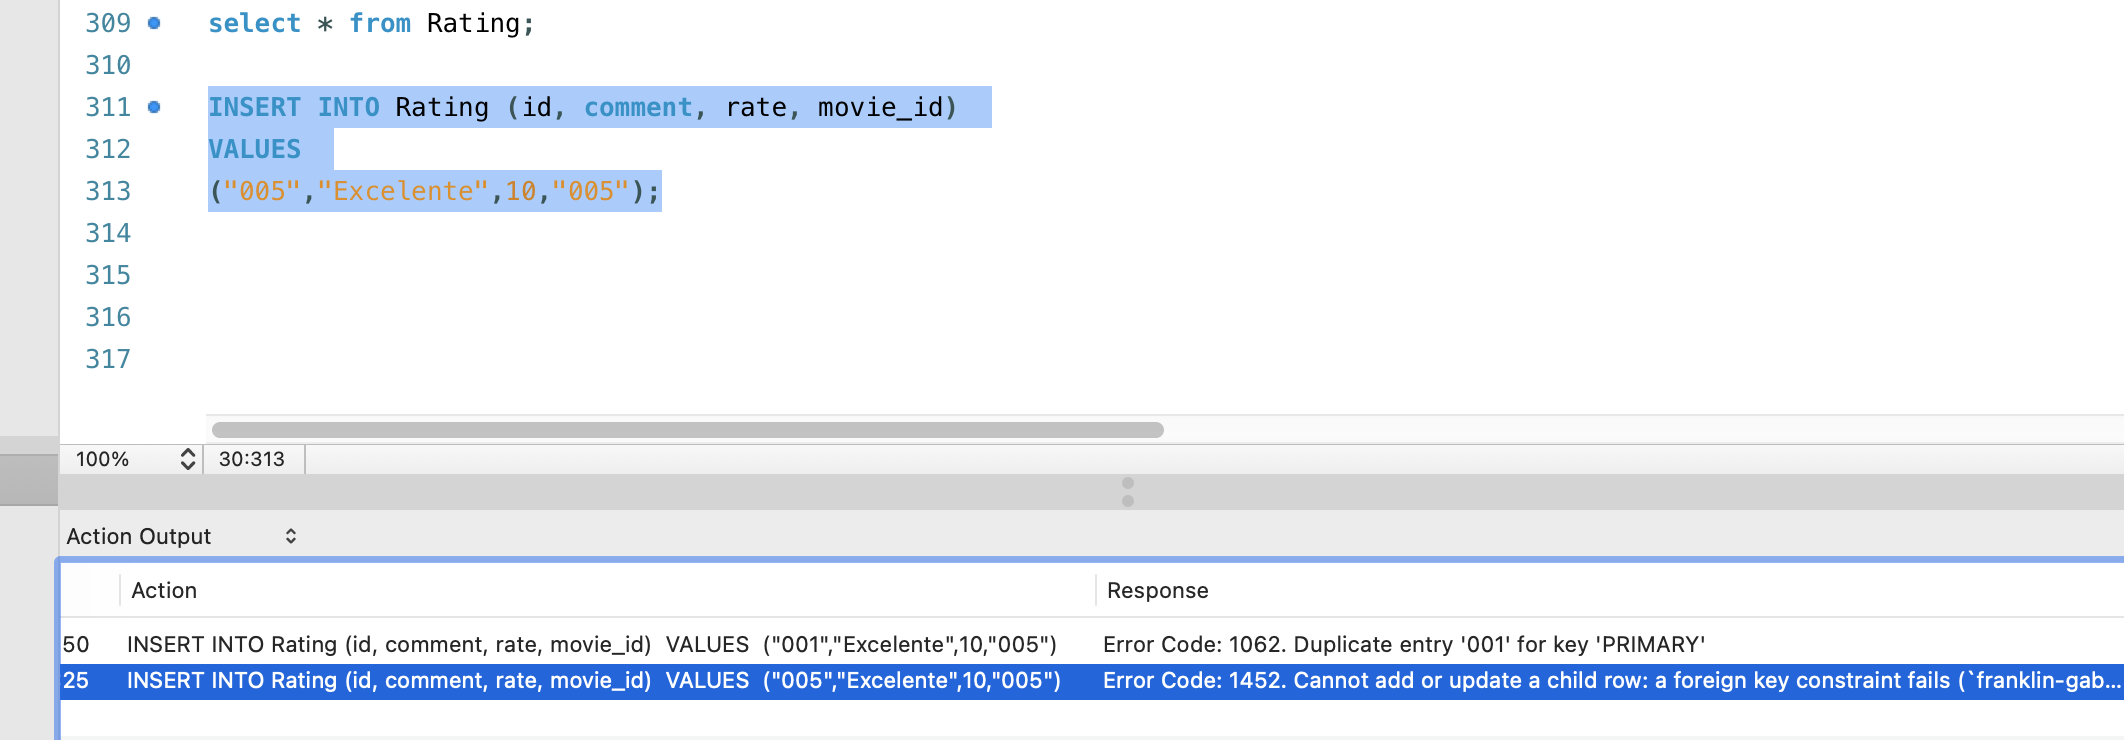 309 select * from Rating;
310
311 INSERT INTO Rating (id, comment, rate, movie_id)
312 VALUES
313 ("005","Excelente",10,"005");
314
315
316
317
100% 30:313
Action Output
Action Response
50 INSERT INTO Rating (id, comment, rate, movie_id) VALUES ("001","Excelente",10,"005") Error Code: 1062. Duplicate entry '001' for key 'PRIMARY'
25 INSERT INTO Rating (id, comment, rate, movie_id) VALUES ("005","Excelente",10,"005") Error Code: 1452. Cannot add or update a child row: a foreign key constraint fails (`franklin-gab...